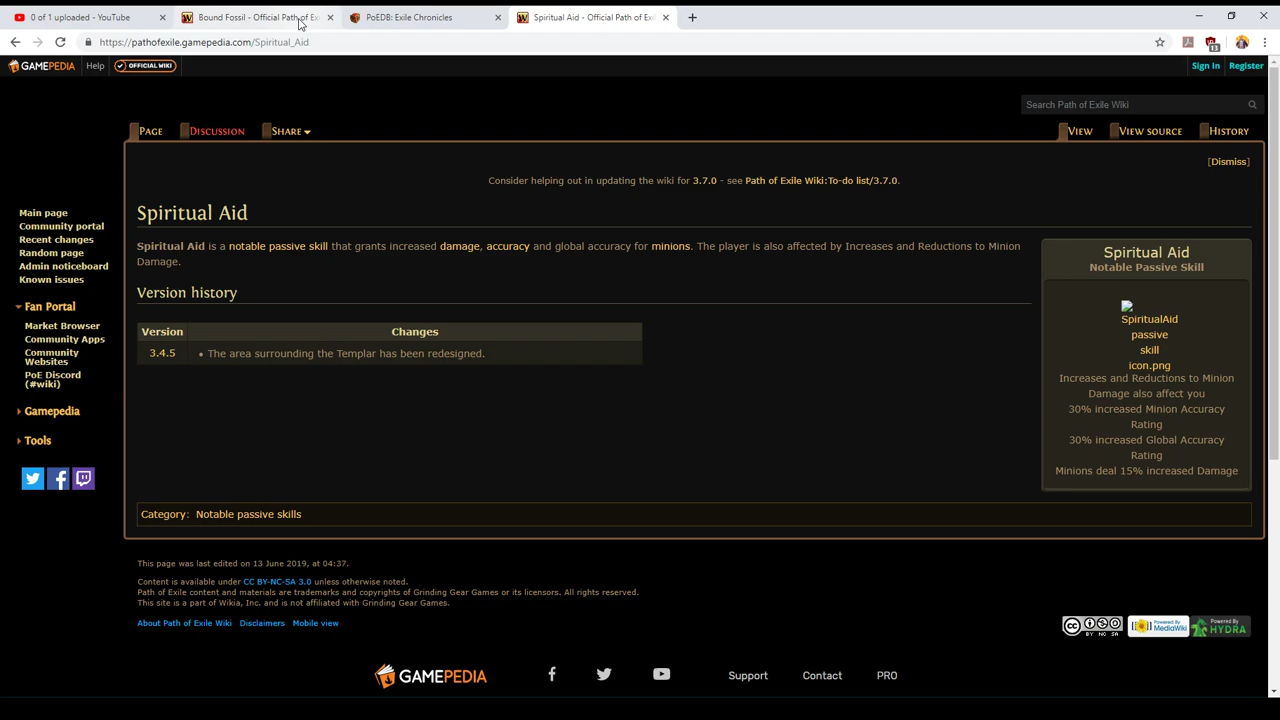 0 of 1 uploaded - YouTube
Bound Fossil - Official Path of Ex
PoEDB: Exile Chronicles
Spiritual Aid - Official Path of Exil
https://pathofexile.gamepedia.com/Spiritual_Aid
13
GAMEPEDIA
Help
OFFICIAL WIKI
Sign In
Register
Search Path of Exile Wiki
Page
Discussion
Share
View
View source
History
[Dismiss]
Consider helping out in updating the wiki for 3.7.0 - see Path of Exile Wiki:To-do list/3.7.0.
Main page
Community portal
Recent changes
Random page
Admin noticeboard
Known issues
Fan Portal
Market Browser
Community Apps
Community
Websites
PoE Discord
(#wiki)
Gamepedia
Tools
Spiritual Aid
Spiritual Aid is a notable passive skill that grants increased damage, accuracy and global accuracy for minions. The player is also affected by Increases and Reductions to Minion
Damage.
Version history
Version
Changes
3.4.5
• The area surrounding the Templar has been redesigned.
Spiritual Aid
Notable Passive Skill
SpiritualAid
passive
skill
icon.png
Increases and Reductions to Minion
Damage also affect you
30% increased Minion Accuracy
Rating
30% increased Global Accuracy
Rating
Minions deal 15% increased Damage
Category: Notable passive skills
This page was last edited on 13 June 2019, at 04:37.
Content is available under CC BY-NC-SA 3.0 unless otherwise noted.
Path of Exile content and materials are trademarks and copyrights of Grinding Gear Games or its licensors. All rights reserved.
This site is a part of Wikia, Inc. and is not affiliated with Grinding Gear Games.
About Path of Exile Wiki
Disclaimers
Mobile view
BY NC SA
Powered By
MediaWiki
Powered By
HYDRA
GAMEPEDIA
Support
Contact
PRO